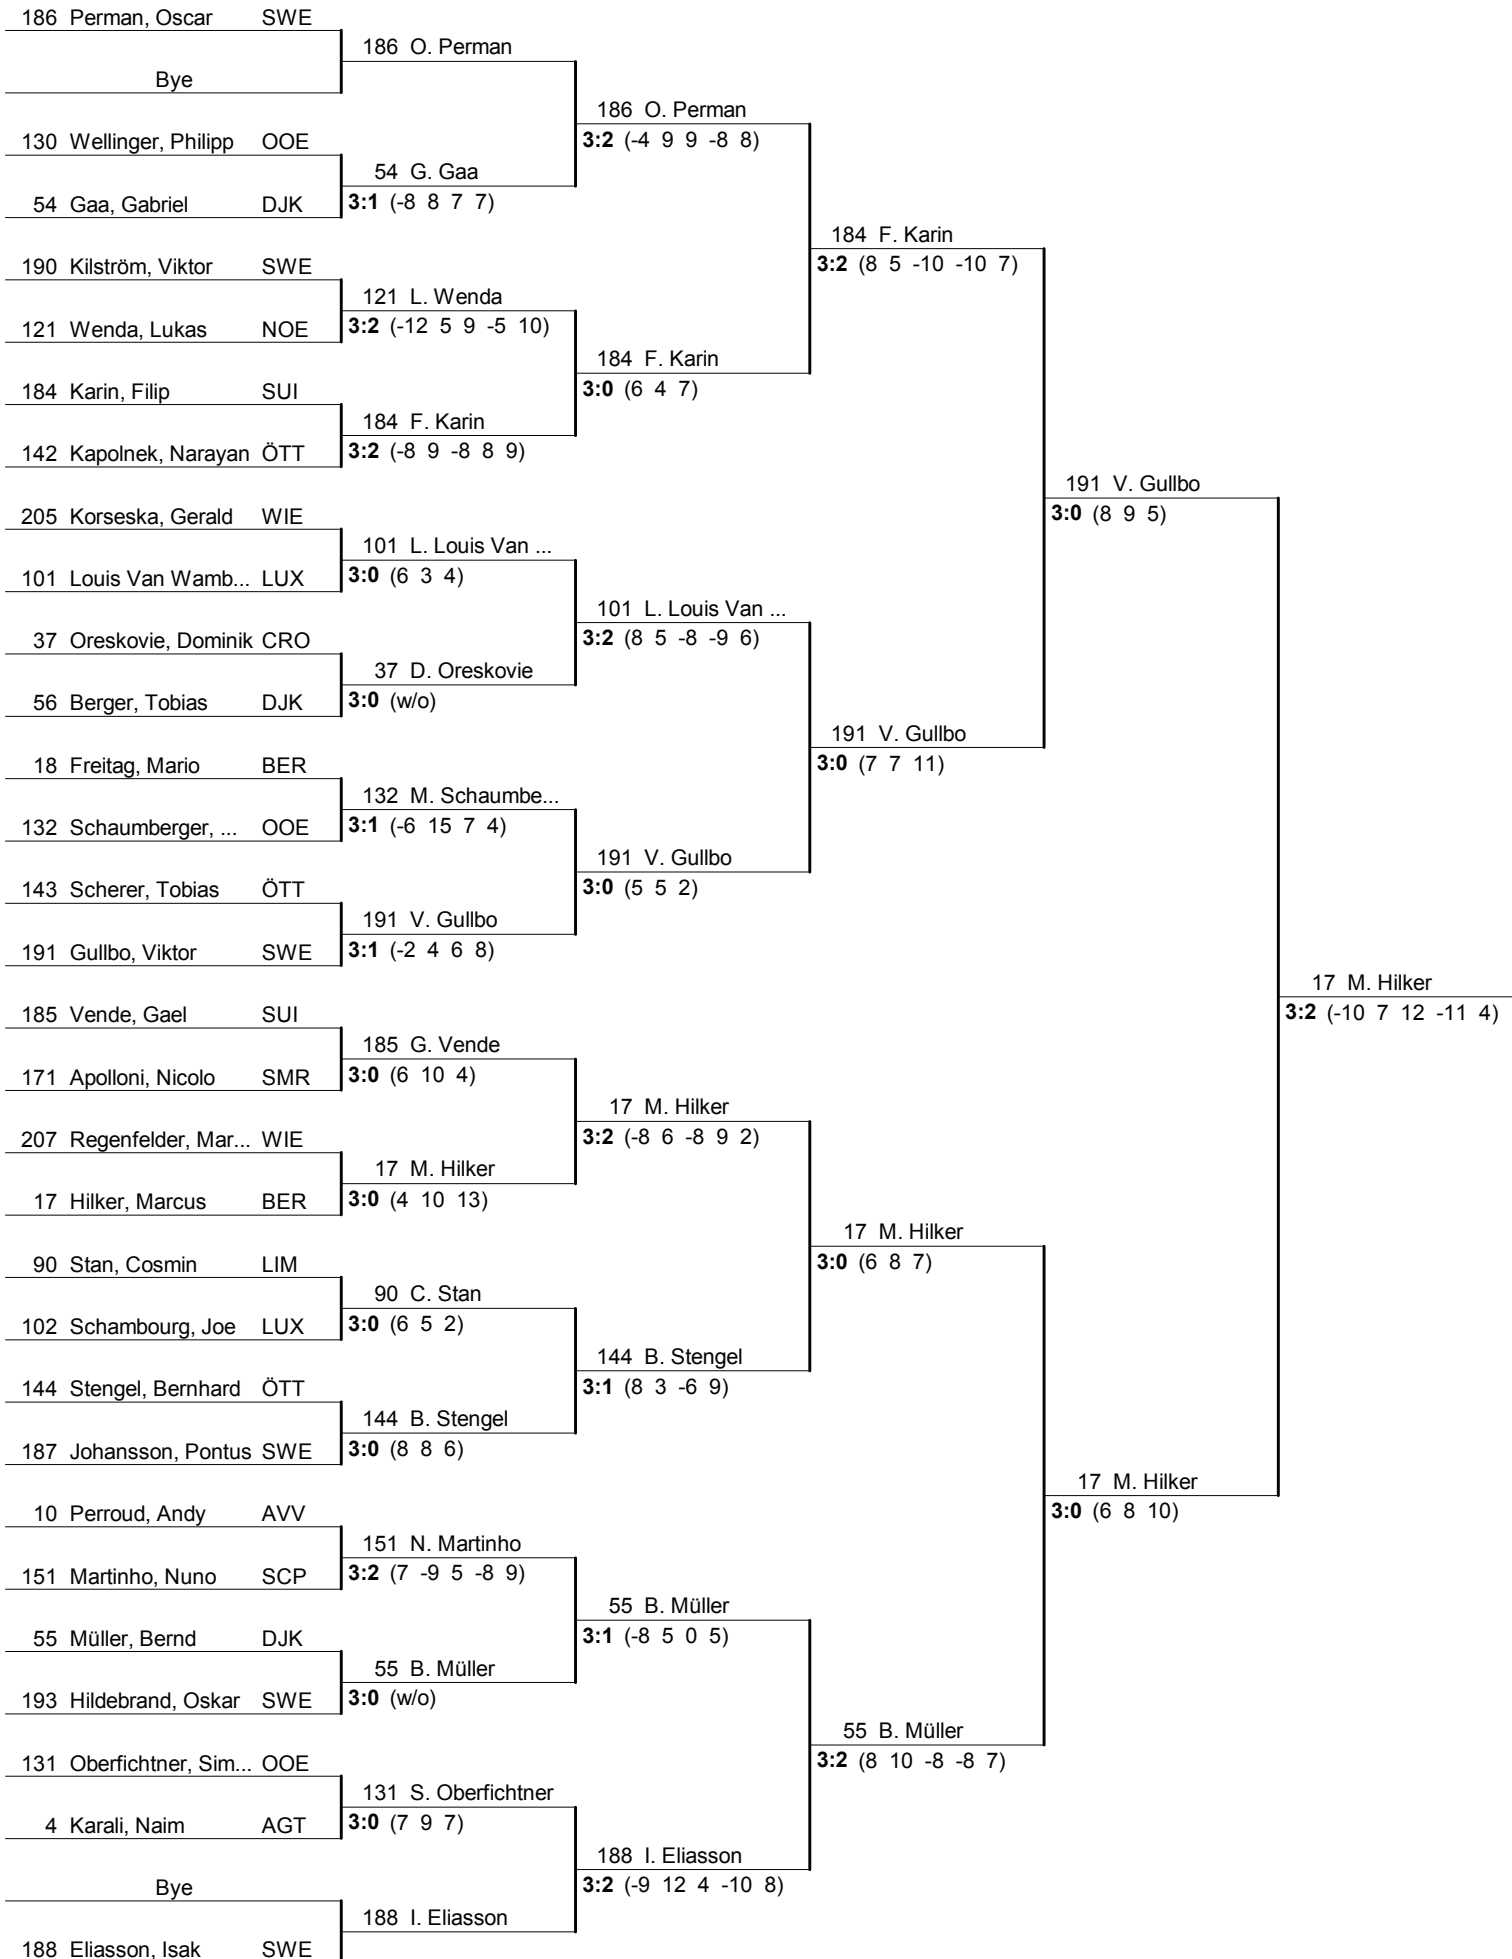 186 Perman, Oscar SWE
186 O. Perman
Bye
186 O. Perman
3:2 (-4 9 9 -8 8)
130 Wellinger, Philipp OOE
54 G. Gaa
3:1 (-8 8 7 7)
54 Gaa, Gabriel DJK
184 F. Karin
3:2 (8 5 -10 -10 7)
190 Kilström, Viktor SWE
121 L. Wenda
3:2 (-12 5 9 -5 10)
121 Wenda, Lukas NOE
184 F. Karin
3:0 (6 4 7)
184 Karin, Filip SUI
184 F. Karin
3:2 (-8 9 -8 8 9)
142 Kapolnek, Narayan ÖTT
191 V. Gullbo
3:0 (8 9 5)
205 Korseska, Gerald WIE
101 L. Louis Van ...
3:0 (6 3 4)
101 Louis Van Wamb... LUX
101 L. Louis Van ...
3:2 (8 5 -8 -9 6)
37 Oreskovie, Dominik CRO
37 D. Oreskovie
3:0 (w/o)
56 Berger, Tobias DJK
191 V. Gullbo
3:0 (7 7 11)
18 Freitag, Mario BER
132 M. Schaumbe...
3:1 (-6 15 7 4)
132 Schaumberger, ... OOE
191 V. Gullbo
3:0 (5 5 2)
143 Scherer, Tobias ÖTT
191 V. Gullbo
3:1 (-2 4 6 8)
191 Gullbo, Viktor SWE
17 M. Hilker
3:2 (-10 7 12 -11 4)
185 Vende, Gael SUI
185 G. Vende
3:0 (6 10 4)
171 Apolloni, Nicolo SMR
17 M. Hilker
3:2 (-8 6 -8 9 2)
207 Regenfelder, Mar... WIE
17 M. Hilker
3:0 (4 10 13)
17 Hilker, Marcus BER
17 M. Hilker
3:0 (6 8 7)
90 Stan, Cosmin LIM
90 C. Stan
3:0 (6 5 2)
102 Schambourg, Joe LUX
144 B. Stengel
3:1 (8 3 -6 9)
144 Stengel, Bernhard ÖTT
144 B. Stengel
3:0 (8 8 6)
187 Johansson, Pontus SWE
17 M. Hilker
3:0 (6 8 10)
10 Perroud, Andy AVV
151 N. Martinho
3:2 (7 -9 5 -8 9)
151 Martinho, Nuno SCP
55 B. Müller
3:1 (-8 5 0 5)
55 Müller, Bernd DJK
55 B. Müller
3:0 (w/o)
193 Hildebrand, Oskar SWE
55 B. Müller
3:2 (8 10 -8 -8 7)
131 Oberfichtner, Sim... OOE
131 S. Oberfichtner
3:0 (7 9 7)
4 Karali, Naim AGT
188 I. Eliasson
3:2 (-9 12 4 -10 8)
Bye
188 I. Eliasson
188 Eliasson, Isak SWE